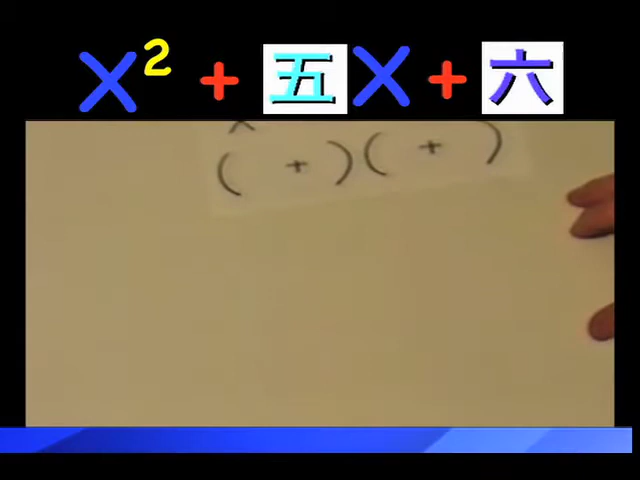 x² + 五x + 六
( + ) ( + )